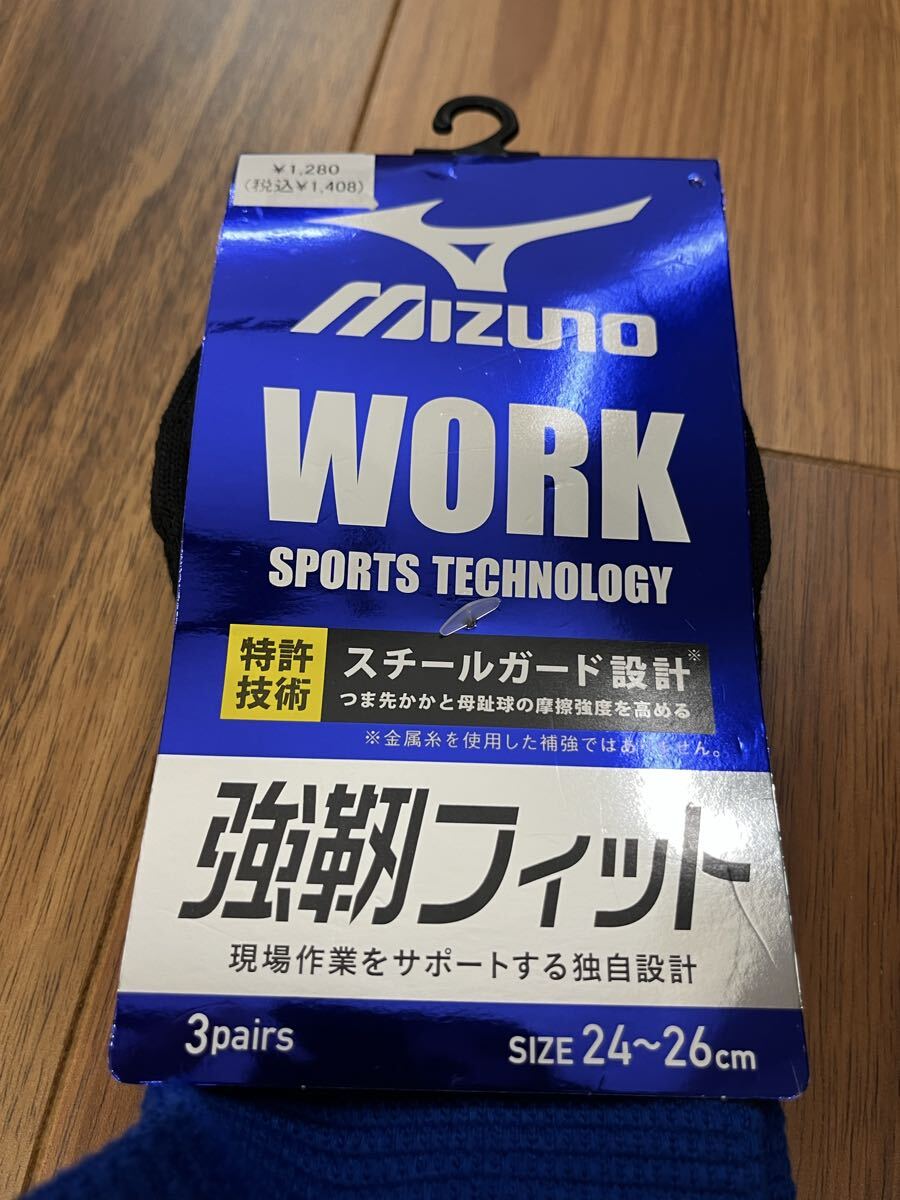 ¥1,280
(税込¥1,408)
MIZUNO
WORK
SPORTS TECHNOLOGY
特許
技術
スチールガード設計※
つま先かかと母趾球の摩擦強度を高める
※金属糸を使用した補強ではありません。
強靭フィット
現場作業をサポートする独自設計
3pairs
SIZE 24~26cm